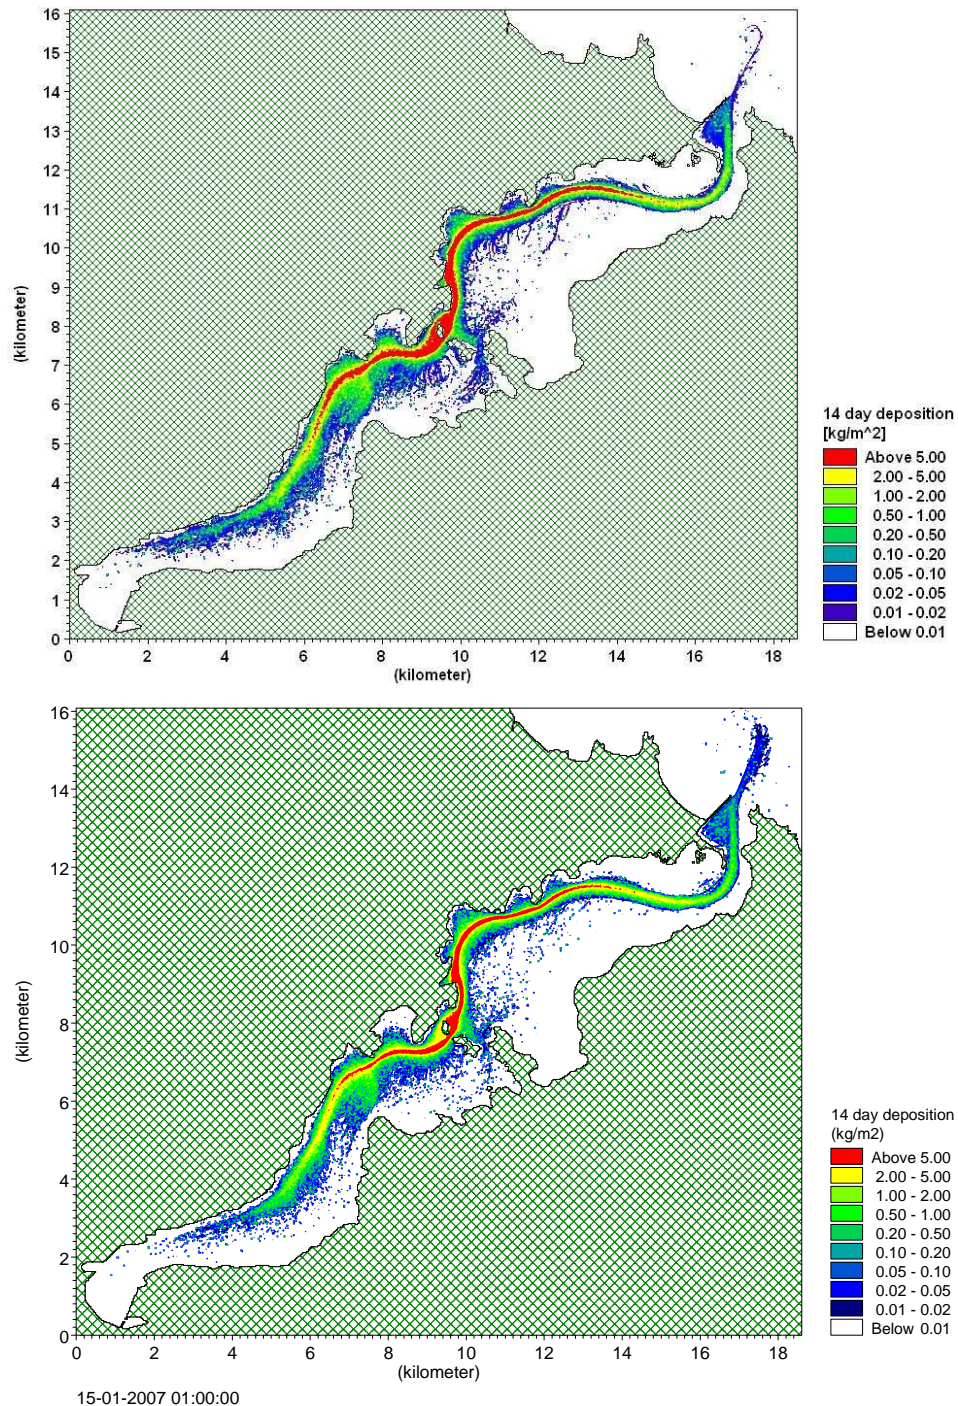 16
15
14
13
12
11
10
9
8
7
6
5
4
3
2
1
0
(kilometer)
0 2 4 6 8 10 12 14 16 18
(kilometer)
14 day deposition
[kg/m^2]
Above 5.00
2.00 - 5.00
1.00 - 2.00
0.50 - 1.00
0.20 - 0.50
0.10 - 0.20
0.05 - 0.10
0.02 - 0.05
0.01 - 0.02
Below 0.01
16
14
12
10
8
6
4
2
0
(kilometer)
0 2 4 6 8 10 12 14 16 18
(kilometer)
14 day deposition
(kg/m2)
Above 5.00
2.00 - 5.00
1.00 - 2.00
0.50 - 1.00
0.20 - 0.50
0.10 - 0.20
0.05 - 0.10
0.02 - 0.05
0.01 - 0.02
Below 0.01
15-01-2007 01:00:00